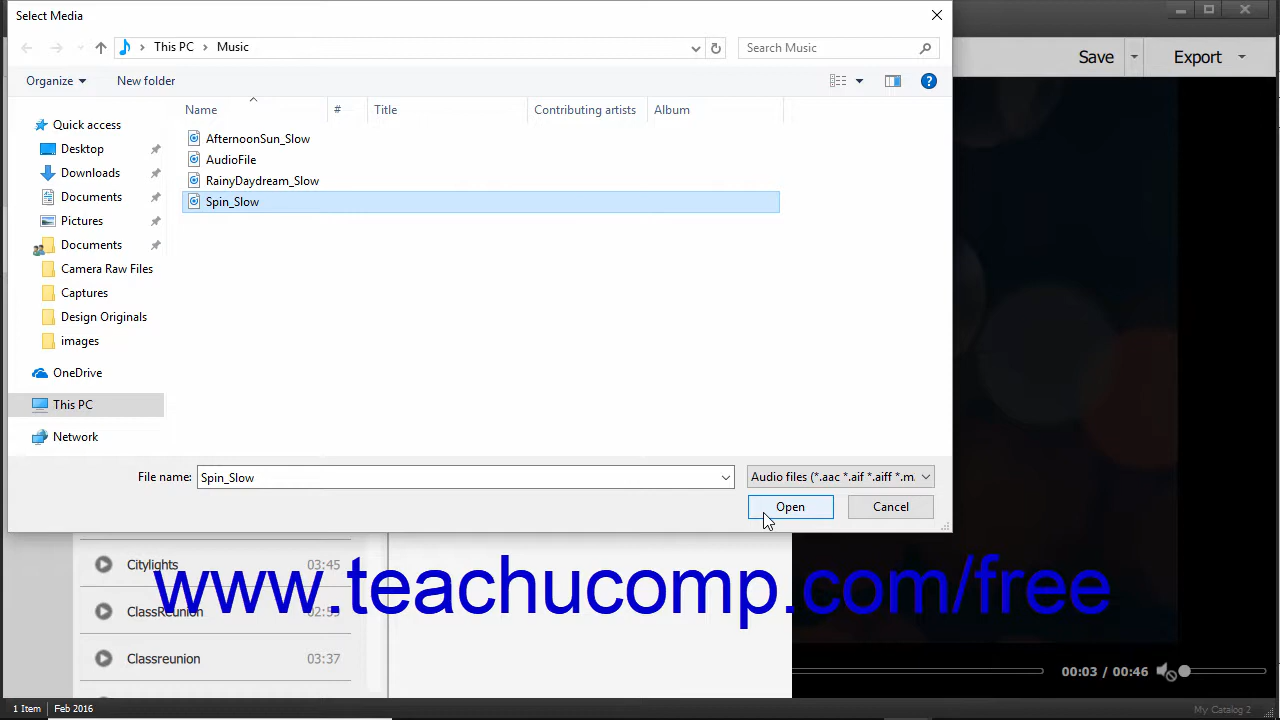 Select Media
This PC > Music
Search Music
Save
Export
Organize
New folder
Name
#
Title
Contributing artists
Album
Quick access
Desktop
Downloads
Documents
Pictures
Documents
Camera Raw Files
Captures
Design Originals
images
OneDrive
This PC
Network
AfternoonSun_Slow
AudioFile
RainyDaydream_Slow
Spin_Slow
File name: Spin_Slow
Audio files (*.aac *.aif *.aiff *.m
Open
Cancel
Citylights 03:45
ClassReunion
Classreunion 03:37
www.teachucomp.com/free
00:03 / 00:46
1 Item
Feb 2016
My Catalog 2